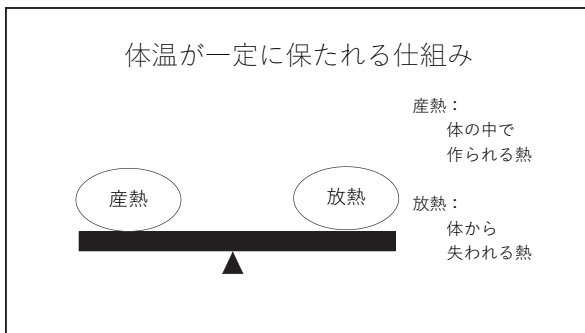 体温が一定に保たれる仕組み
産熱：
体の中で
作られる熱
産熱
放熱
放熱：
体から
失われる熱